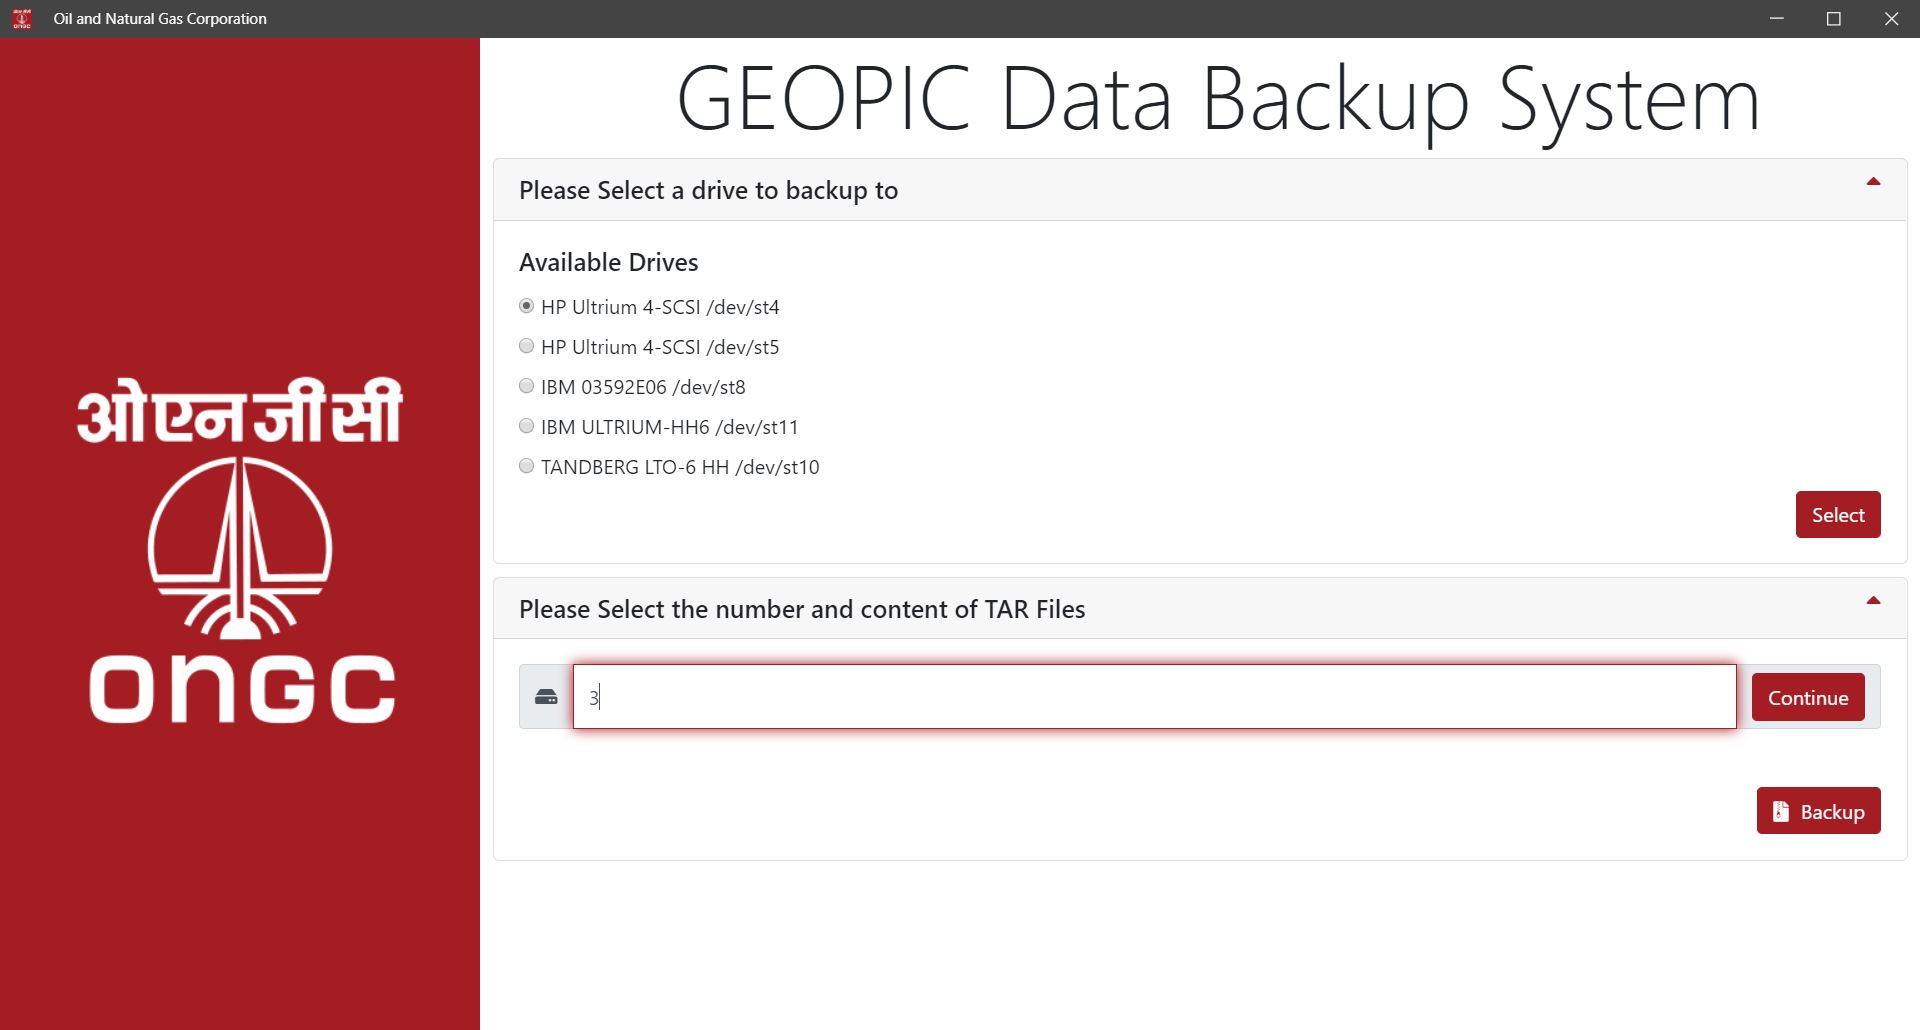 Oil and Natural Gas Corporation
ओएनजीसी
ONGC
GEOPIC Data Backup System
Please Select a drive to backup to
Available Drives
HP Ultrium 4-SCSI /dev/st4
HP Ultrium 4-SCSI /dev/st5
IBM 03592E06 /dev/st8
IBM ULTRIUM-HH6 /dev/st11
TANDBERG LTO-6 HH /dev/st10
Select
Please Select the number and content of TAR Files
3
Continue
Backup